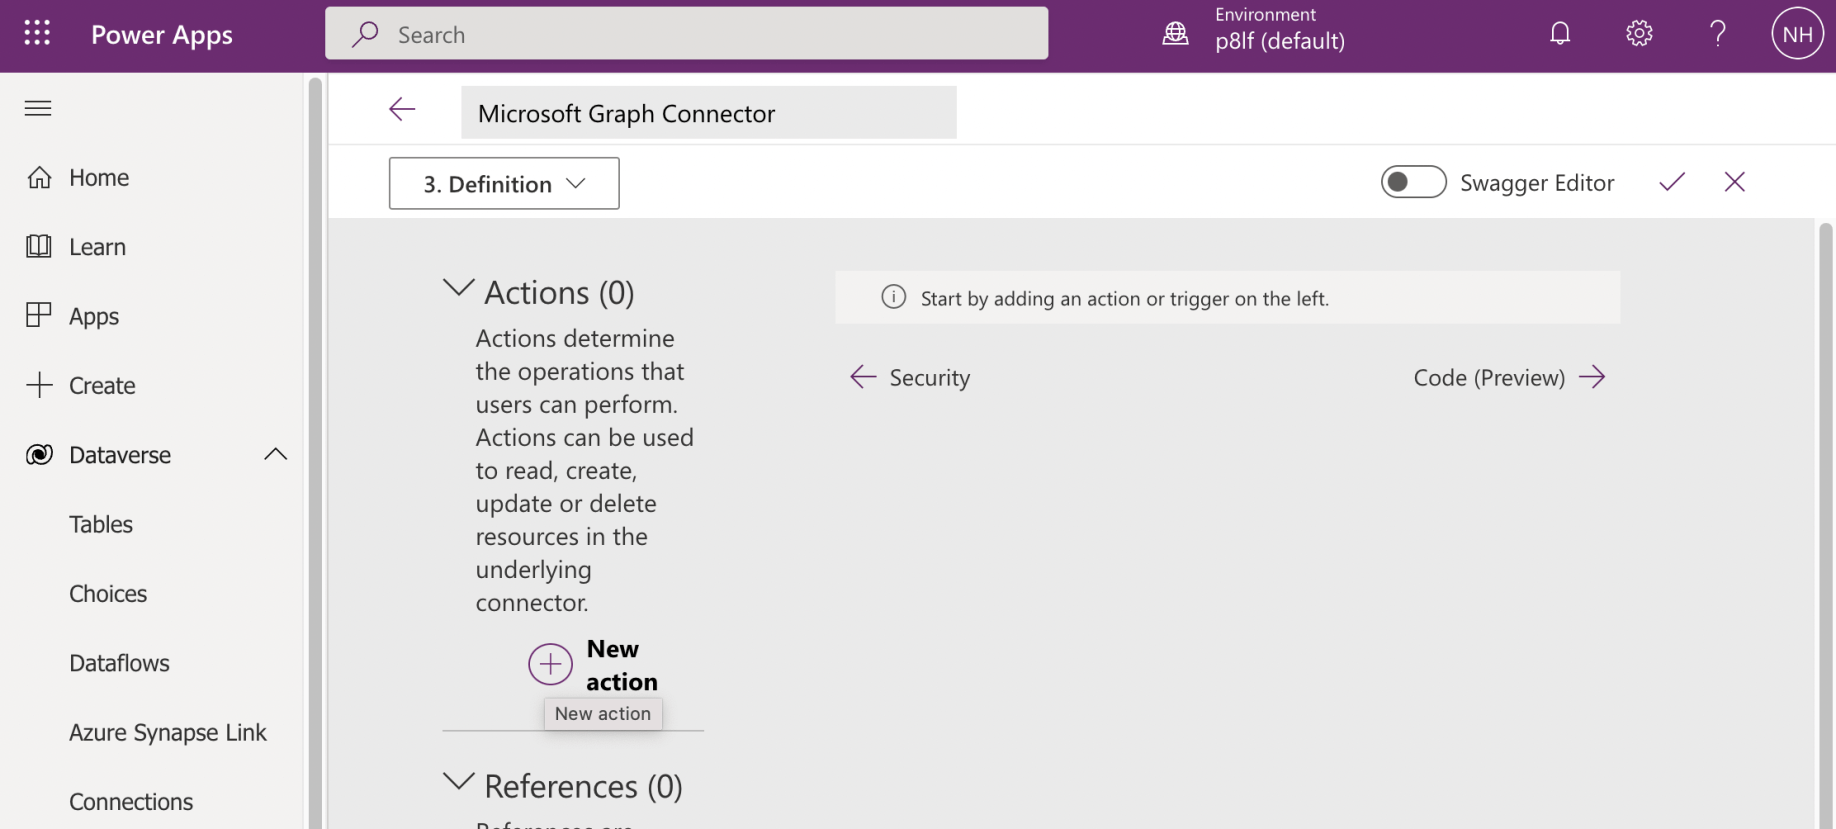 Power Apps
Search
Environment
p8lf (default)
?
NH
Microsoft Graph Connector
3. Definition
Swagger Editor
Home
Learn
Apps
Create
Dataverse
Tables
Choices
Dataflows
Azure Synapse Link
Connections
Actions (0)
Actions determine
the operations that
users can perform.
Actions can be used
to read, create,
update or delete
resources in the
underlying
connector.
New
action
New action
References (0)
References are
Start by adding an action or trigger on the left.
Security
Code (Preview)